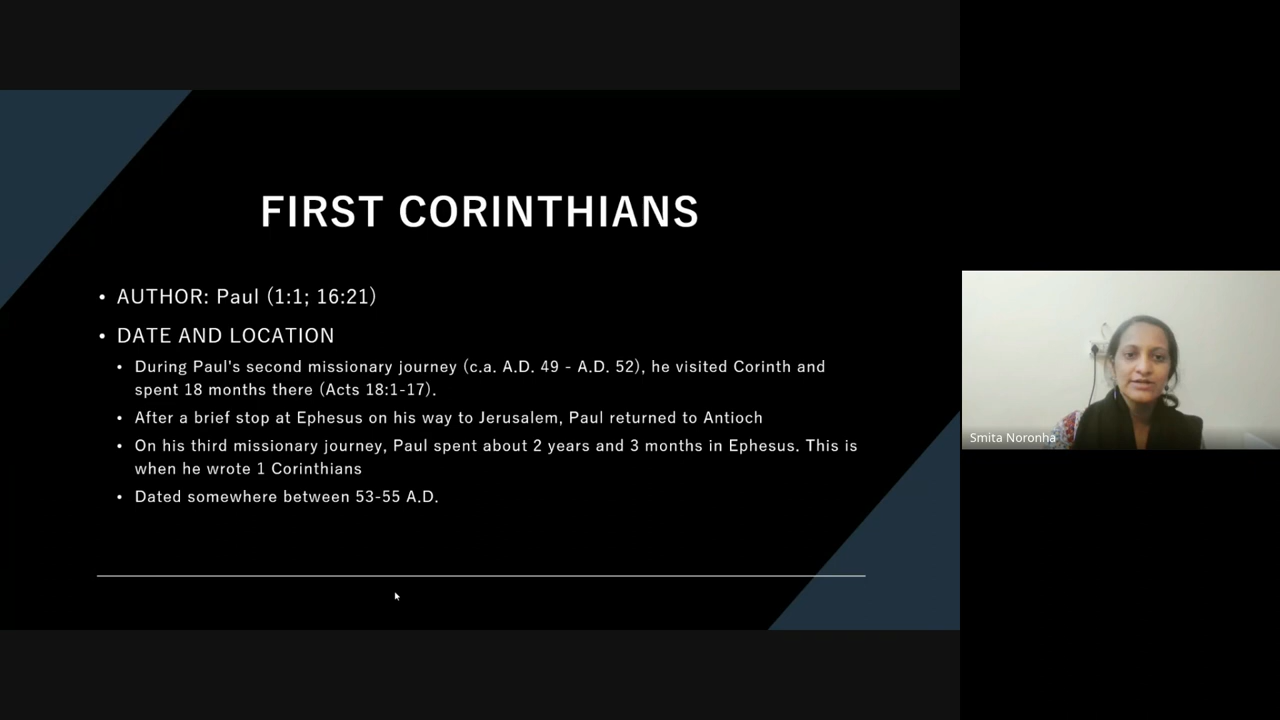 FIRST CORINTHIANS
• AUTHOR: Paul (1:1; 16:21)
• DATE AND LOCATION
• During Paul's second missionary journey (c.a. A.D. 49 - A.D. 52), he visited Corinth and
spent 18 months there (Acts 18:1-17).
• After a brief stop at Ephesus on his way to Jerusalem, Paul returned to Antioch
• On his third missionary journey, Paul spent about 2 years and 3 months in Ephesus. This is
when he wrote 1 Corinthians
• Dated somewhere between 53-55 A.D.
Smita Noronha